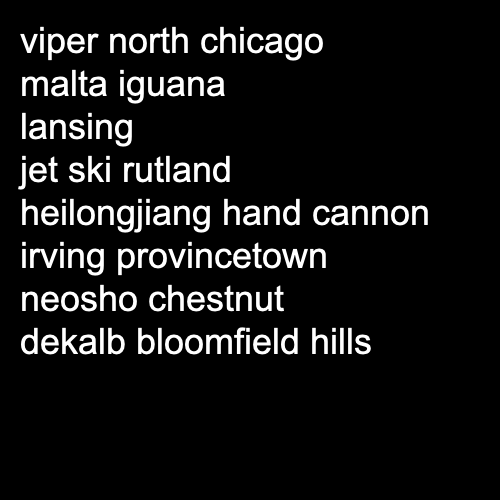 viper north chicago
malta iguana
lansing
jet ski rutland
heilongjiang hand cannon
irving provincetown
neosho chestnut
dekalb bloomfield hills